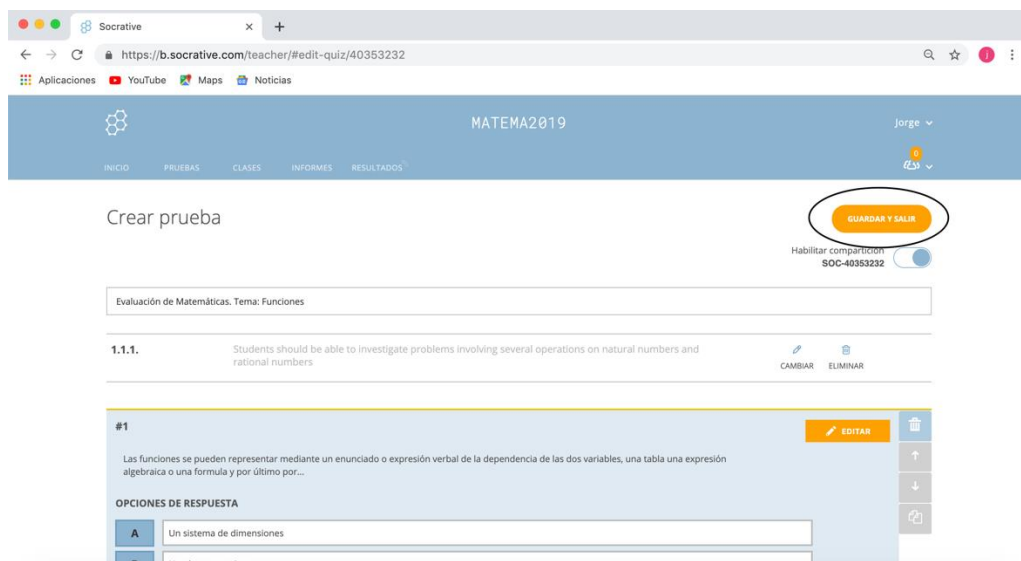 Socrative
https://b.socrative.com/teacher/#edit-quiz/40353232
Aplicaciones YouTube Maps Noticias
MATEMA2019
Jorge
INICIO PRUEBAS CLASES INFORMES RESULTADOS
0
Crear prueba
GUARDAR Y SALIR
Habilitar compartición
SOC-40353232
Evaluación de Matemáticas. Tema: Funciones
1.1.1. Students should be able to investigate problems involving several operations on natural numbers and
rational numbers
CAMBIAR ELIMINAR
#1
EDITAR
Las funciones se pueden representar mediante un enunciado o expresión verbal de la dependencia de las dos variables, una tabla una expresión
algebraica o una formula y por último por...
OPCIONES DE RESPUESTA
A Un sistema de dimensiones